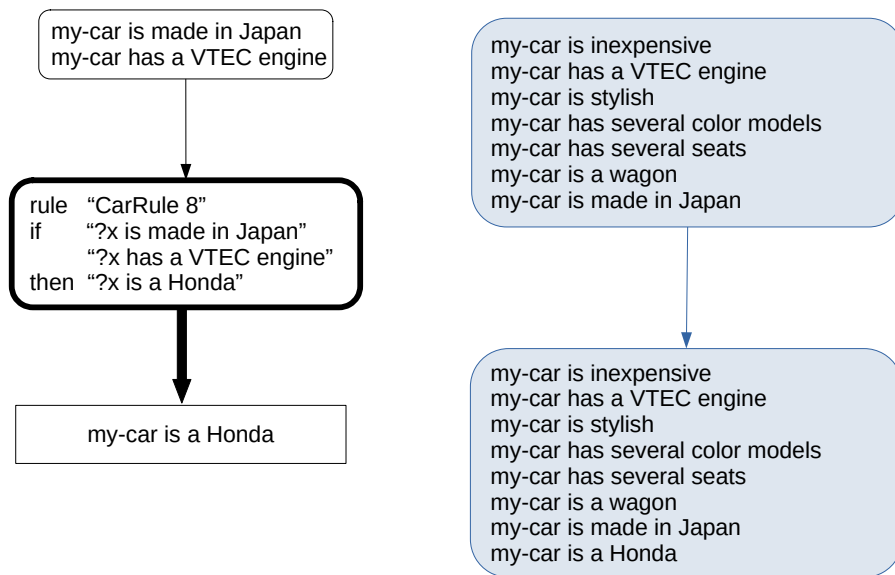 my-car is made in Japan
my-car has a VTEC engine
rule “CarRule 8”
if “?x is made in Japan”
“?x has a VTEC engine”
then “?x is a Honda”
my-car is a Honda
my-car is inexpensive
my-car has a VTEC engine
my-car is stylish
my-car has several color models
my-car has several seats
my-car is a wagon
my-car is made in Japan
my-car is inexpensive
my-car has a VTEC engine
my-car is stylish
my-car has several color models
my-car has several seats
my-car is a wagon
my-car is made in Japan
my-car is a Honda